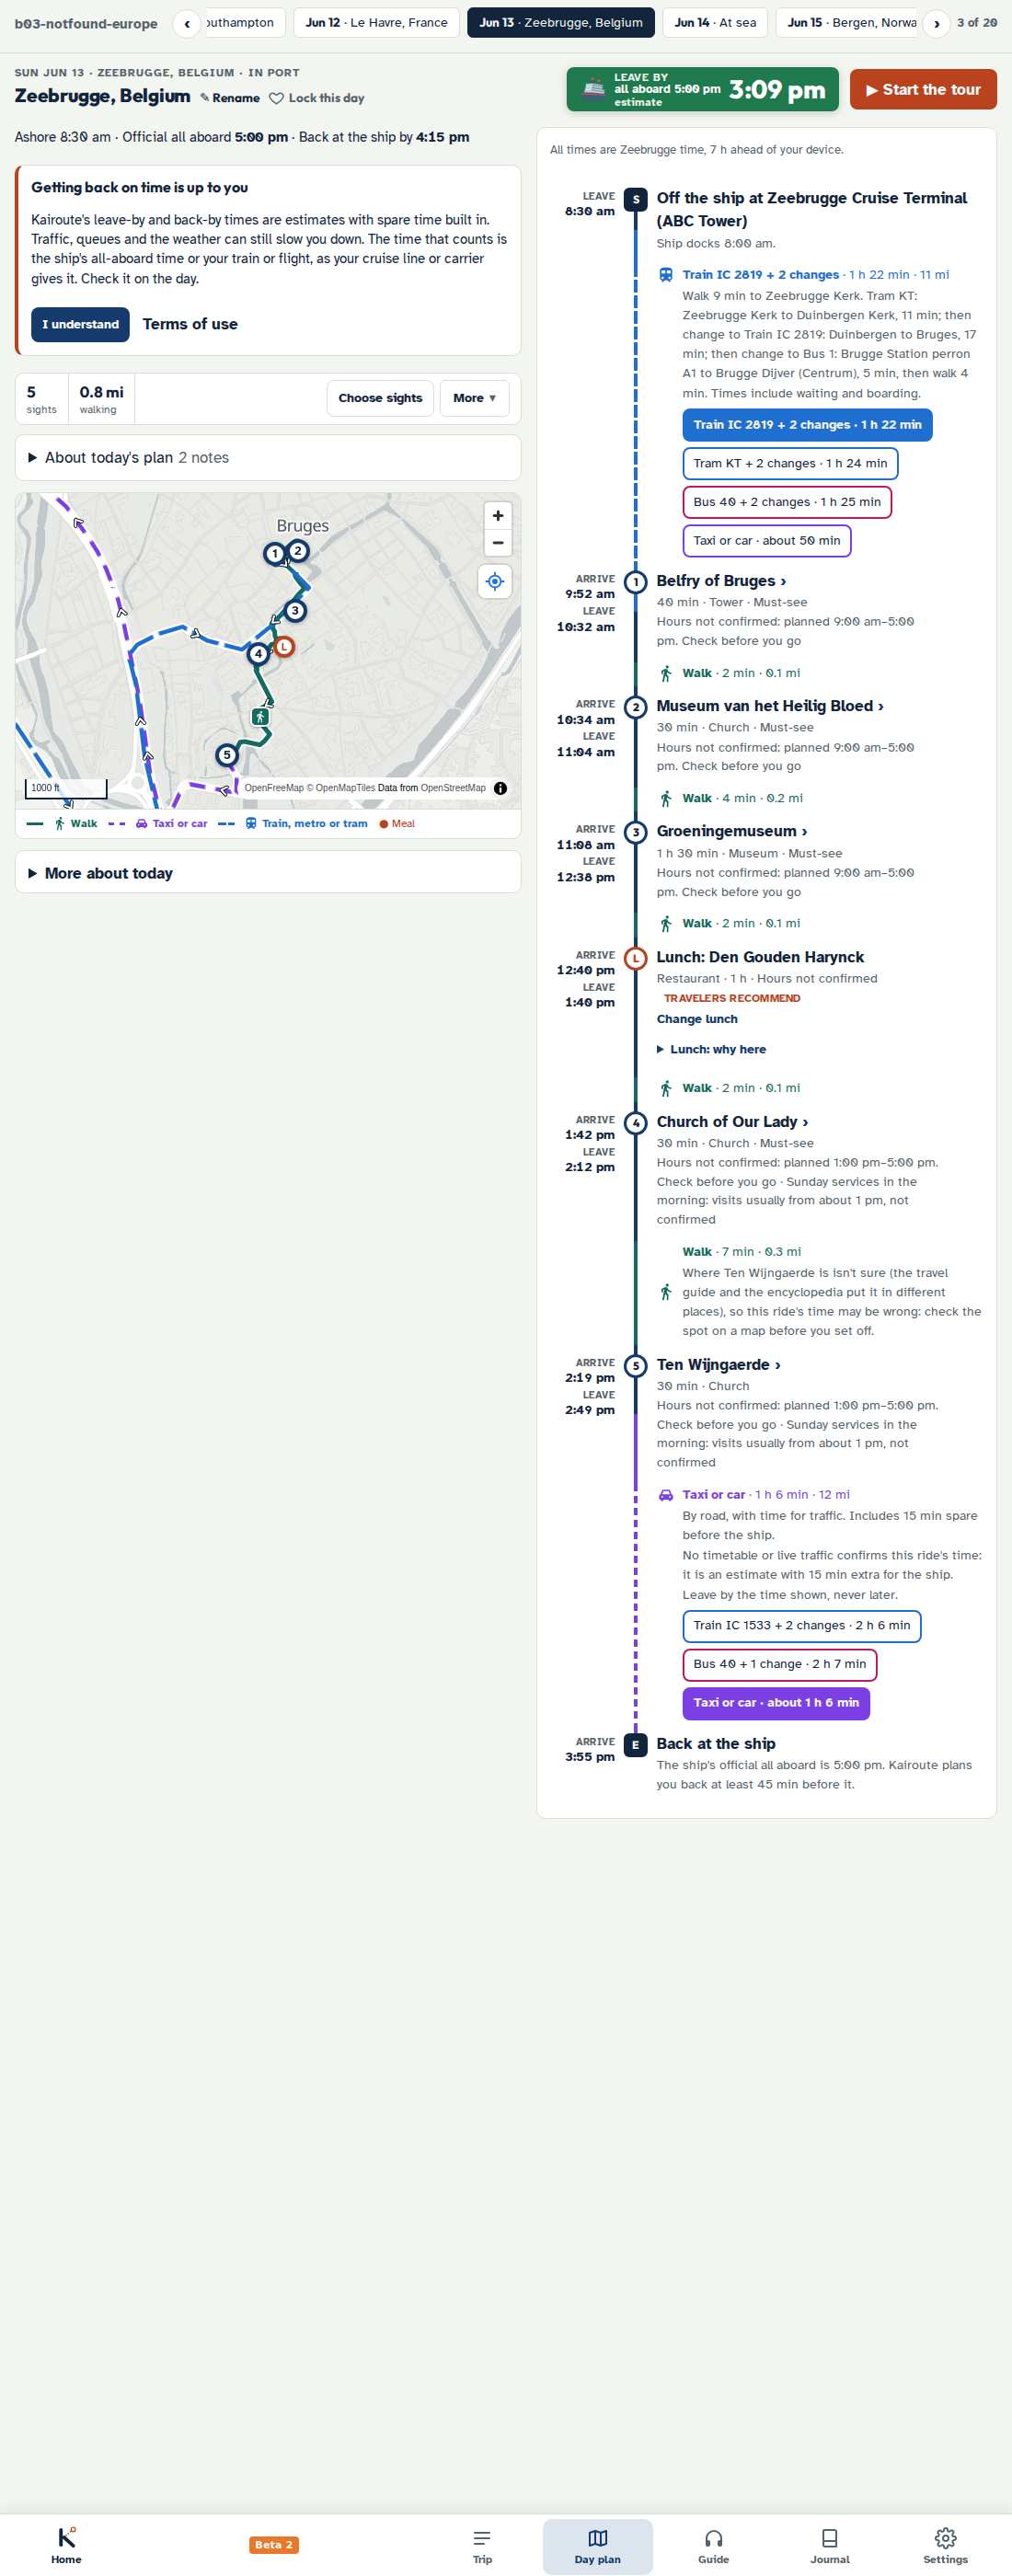 b03-notfound-europe
‹
outhampton
Jun 12 · Le Havre, France
Jun 13 · Zeebrugge, Belgium
Jun 14 · At sea
Jun 15 · Bergen, Norwa
›
3 of 20
SUN JUN 13 · ZEEBRUGGE, BELGIUM · IN PORT
Zeebrugge, Belgium
✎ Rename
Lock this day
LEAVE BY
all aboard 5:00 pm
estimate
3:09 pm
▶ Start the tour
Ashore 8:30 am · Official all aboard 5:00 pm · Back at the ship by 4:15 pm
Getting back on time is up to you
Kairoute's leave-by and back-by times are estimates with spare time built in.
Traffic, queues and the weather can still slow you down. The time that counts is
the ship's all-aboard time or your train or flight, as your cruise line or carrier
gives it. Check it on the day.
I understand
Terms of use
5
sights
0.8 mi
walking
Choose sights
More ▼
▶ About today's plan 2 notes
Bruges
1
2
3
4
L
5
+
−
1000 ft
OpenFreeMap © OpenMapTiles Data from OpenStreetMap
Walk
Taxi or car
Train, metro or tram
Meal
▶ More about today
All times are Zeebrugge time, 7 h ahead of your device.
LEAVE
8:30 am
S
Off the ship at Zeebrugge Cruise Terminal
(ABC Tower)
Ship docks 8:00 am.
Train IC 2819 + 2 changes · 1 h 22 min · 11 mi
Walk 9 min to Zeebrugge Kerk. Tram KT:
Zeebrugge Kerk to Duinbergen Kerk, 11 min; then
change to Train IC 2819: Duinbergen to Bruges, 17
min; then change to Bus 1: Brugge Station perron
A1 to Brugge Dijver (Centrum), 5 min, then walk 4
min. Times include waiting and boarding.
Train IC 2819 + 2 changes · 1 h 22 min
Tram KT + 2 changes · 1 h 24 min
Bus 40 + 2 changes · 1 h 25 min
Taxi or car · about 50 min
ARRIVE
9:52 am
LEAVE
10:32 am
1
Belfry of Bruges ›
40 min · Tower · Must-see
Hours not confirmed: planned 9:00 am–5:00
pm. Check before you go
Walk · 2 min · 0.1 mi
ARRIVE
10:34 am
LEAVE
11:04 am
2
Museum van het Heilig Bloed ›
30 min · Church · Must-see
Hours not confirmed: planned 9:00 am–5:00
pm. Check before you go
Walk · 4 min · 0.2 mi
ARRIVE
11:08 am
LEAVE
12:38 pm
3
Groeningemuseum ›
1 h 30 min · Museum · Must-see
Hours not confirmed: planned 9:00 am–5:00
pm. Check before you go
Walk · 2 min · 0.1 mi
ARRIVE
12:40 pm
LEAVE
1:40 pm
L
Lunch: Den Gouden Harynck
Restaurant · 1 h · Hours not confirmed
TRAVELERS RECOMMEND
Change lunch
▶ Lunch: why here
Walk · 2 min · 0.1 mi
ARRIVE
1:42 pm
LEAVE
2:12 pm
4
Church of Our Lady ›
30 min · Church · Must-see
Hours not confirmed: planned 1:00 pm–5:00 pm.
Check before you go · Sunday services in the
morning: visits usually from about 1 pm, not
confirmed
Walk · 7 min · 0.3 mi
Where Ten Wijngaerde is isn't sure (the travel
guide and the encyclopedia put it in different
places), so this ride's time may be wrong: check the
spot on a map before you set off.
ARRIVE
2:19 pm
LEAVE
2:49 pm
5
Ten Wijngaerde ›
30 min · Church
Hours not confirmed: planned 1:00 pm–5:00 pm.
Check before you go · Sunday services in the
morning: visits usually from about 1 pm, not
confirmed
Taxi or car · 1 h 6 min · 12 mi
By road, with time for traffic. Includes 15 min spare
before the ship.
No timetable or live traffic confirms this ride's time:
it is an estimate with 15 min extra for the ship.
Leave by the time shown, never later.
Train IC 1533 + 2 changes · 2 h 6 min
Bus 40 + 1 change · 2 h 7 min
Taxi or car · about 1 h 6 min
ARRIVE
3:55 pm
E
Back at the ship
The ship's official all aboard is 5:00 pm. Kairoute plans
you back at least 45 min before it.
Home
Beta 2
Trip
Day plan
Guide
Journal
Settings